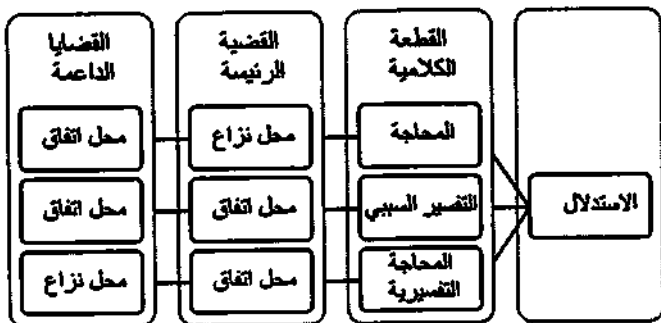 القطعة
الكلامية
القضية
الرئيسة
القضايا
الداعمة
الاستدلال
المحاجة
محل نزاع
محل اتفاق
التفسير السببي
محل اتفاق
محل اتفاق
المحاجة
التفسيرية
محل اتفاق
محل نزاع